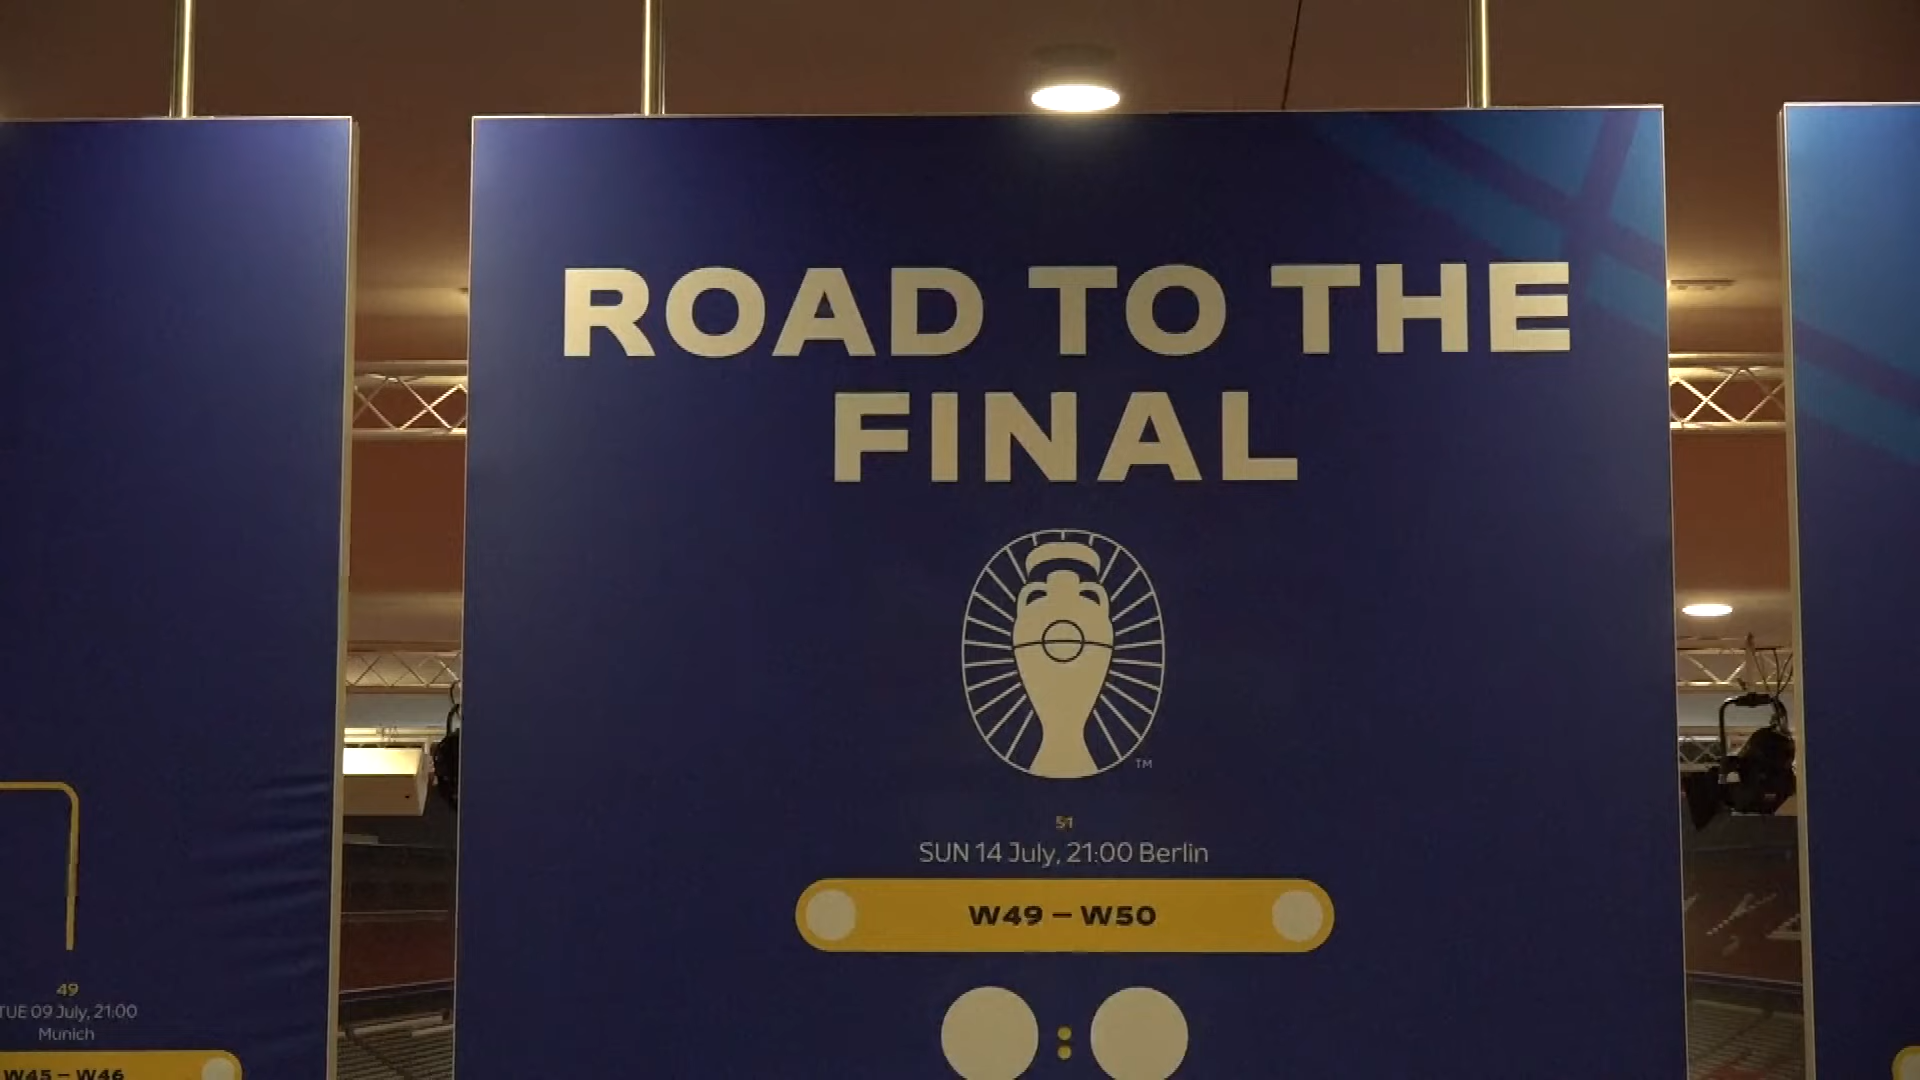 ROAD TO THE
FINAL
TM
51
SUN 14 July, 21:00 Berlin
W49 – W50
49
TUE 09 July, 21:00
Munich
W45 – W46